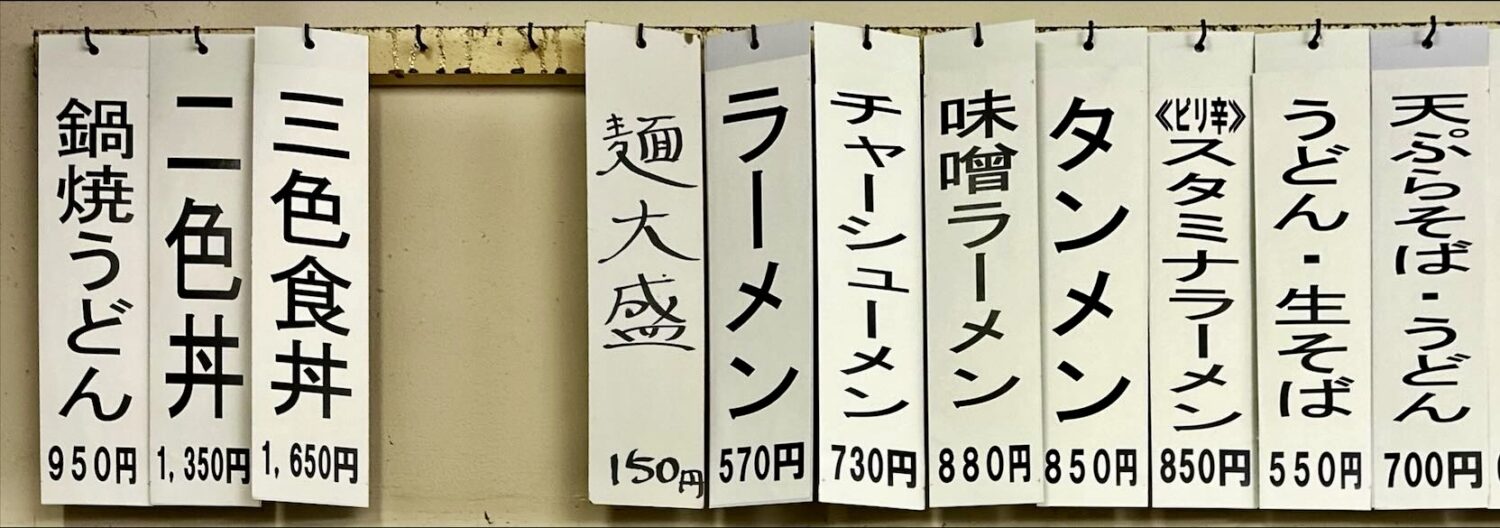 天ぷらそば・うどん
700円
うどん・生そば
550円
《ピリ辛》スタミナラーメン
850円
タンメン
850円
味噌ラーメン
880円
チャーシューメン
730円
ラーメン
570円
麺大盛
150円
三色食丼
1,650円
二色丼
1,350円
鍋焼うどん
950円